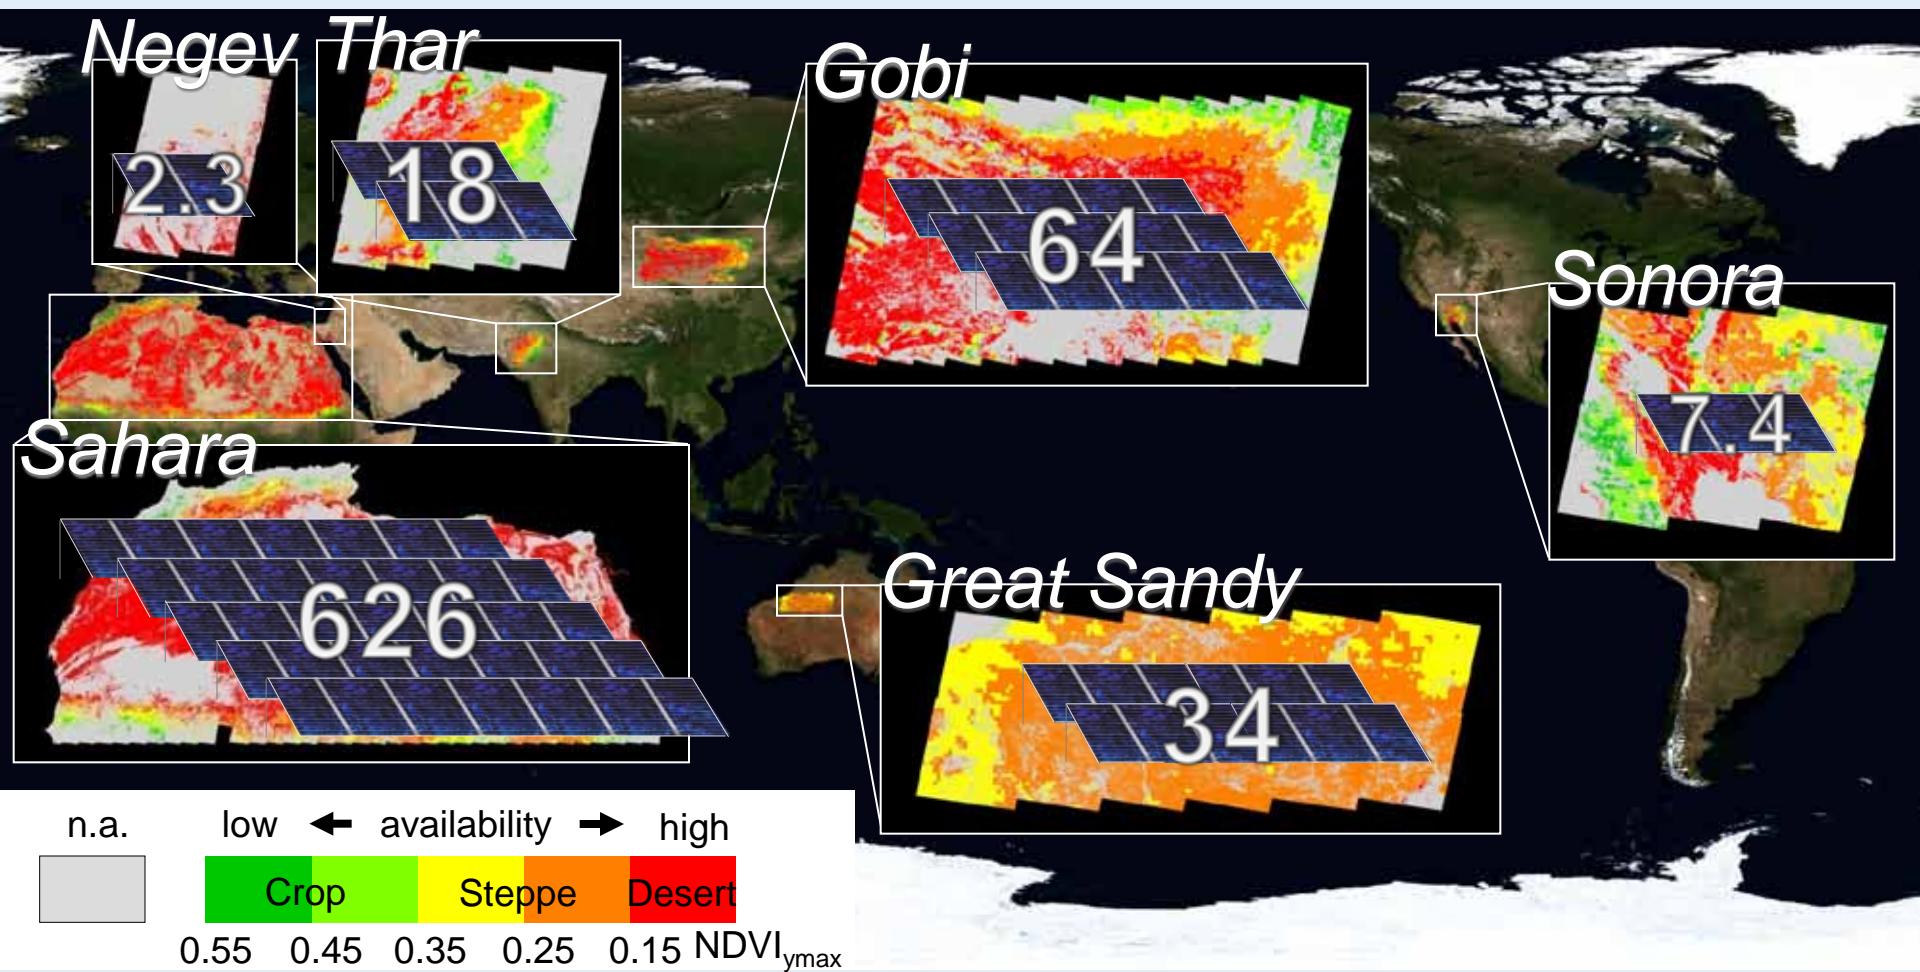 Negev
Thar
Gobi
2.3
18
64
Sonora
7.4
Sahara
626
Great Sandy
34
n.a.
low availability high
Crop Steppe Desert
0.55 0.45 0.35 0.25 0.15 NDVIymax